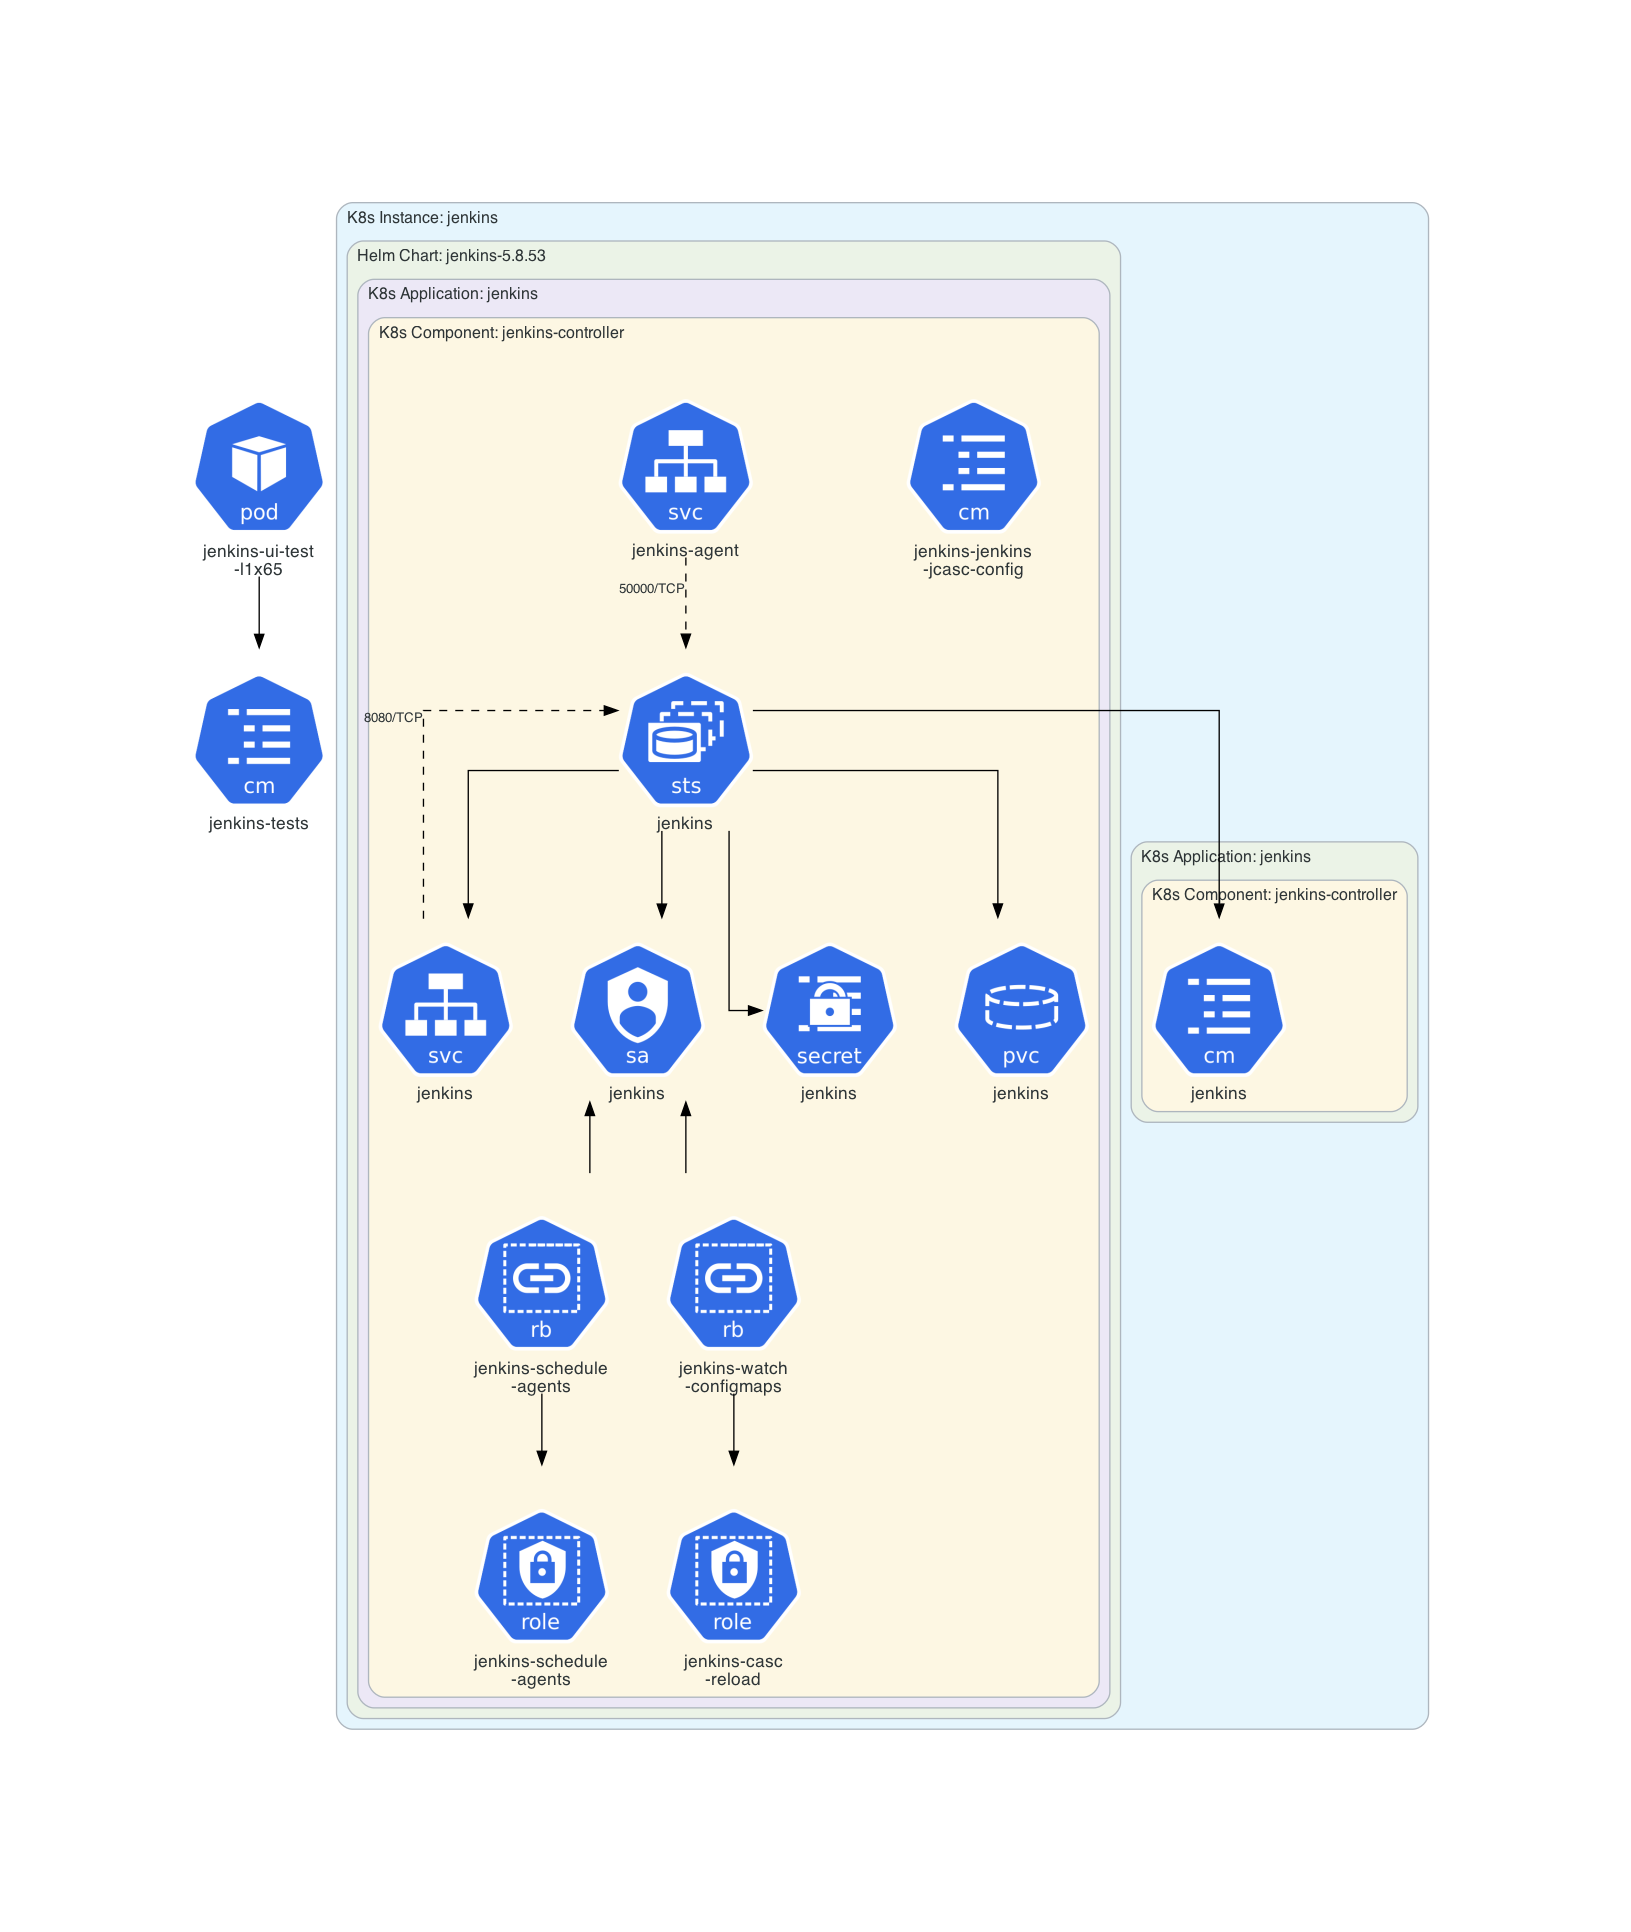 K8s Instance: jenkins
Helm Chart: jenkins-5.8.53
K8s Application: jenkins
K8s Component: jenkins-controller
pod
jenkins-ui-test
-l1x65
svc
jenkins-agent
cm
jenkins-jenkins
-jcasc-config
50000/TCP
8080/TCP
cm
jenkins-tests
sts
jenkins
K8s Application: jenkins
K8s Component: jenkins-controller
svc
jenkins
sa
jenkins
secret
jenkins
pvc
jenkins
cm
jenkins
rb
jenkins-schedule
-agents
rb
jenkins-watch
-configmaps
role
jenkins-schedule
-agents
role
jenkins-casc
-reload